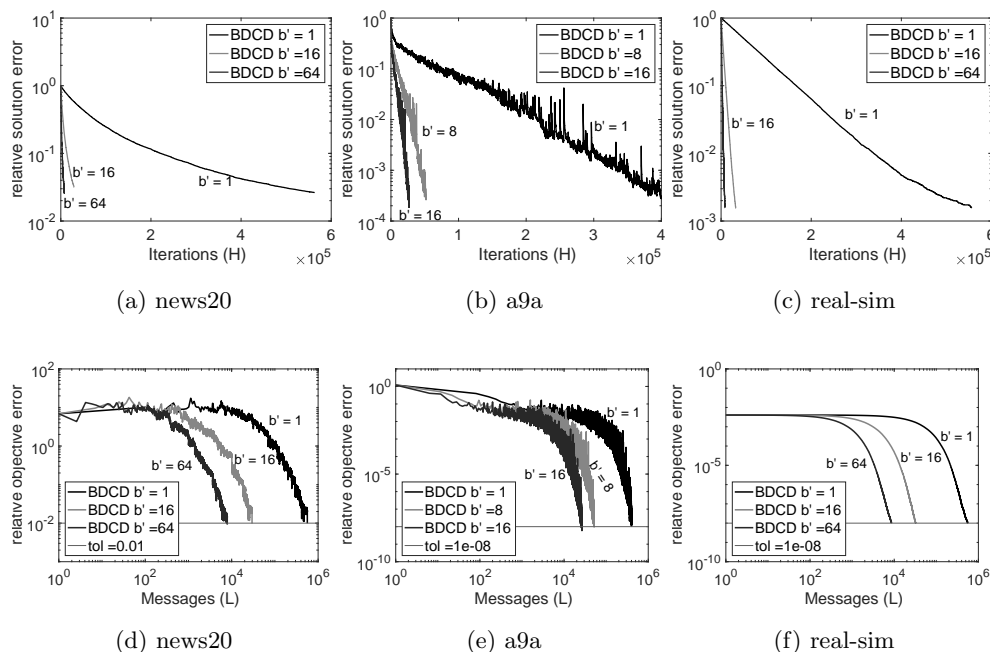 10^1
10^0
10^-1
10^-2
relative solution error
BDCD b' = 1
BDCD b' =16
BDCD b' =64
b' = 1
b' = 16
b' = 64
0 2 4 6
Iterations (H) ×10^5
(a) news20
10^0
10^-1
10^-2
10^-3
10^-4
relative solution error
BDCD b' = 1
BDCD b' =8
BDCD b' =16
b' = 8
b' = 1
b' = 16
0 1 2 3 4
Iterations (H) ×10^5
(b) a9a
10^0
10^-1
10^-2
10^-3
relative solution error
BDCD b' = 1
BDCD b' =16
BDCD b' =64
b' = 16
b' = 1
0 2 4 6
Iterations (H) ×10^5
(c) real-sim
10^2
10^0
10^-2
relative objective error
b' = 1
b' = 64
b' = 16
BDCD b' = 1
BDCD b' =16
BDCD b' =64
tol =0.01
10^0 10^2 10^4 10^6
Messages (L)
(d) news20
10^0
10^-5
10^-10
relative objective error
b' = 1
b' = 16
b' = 8
BDCD b' = 1
BDCD b' =8
BDCD b' =16
tol =1e-08
10^0 10^2 10^4 10^6
Messages (L)
(e) a9a
10^0
10^-5
10^-10
relative objective error
b' = 1
b' = 16
b' = 64
BDCD b' = 1
BDCD b' =16
BDCD b' =64
tol =1e-08
10^0 10^2 10^4 10^6
Messages (L)
(f) real-sim